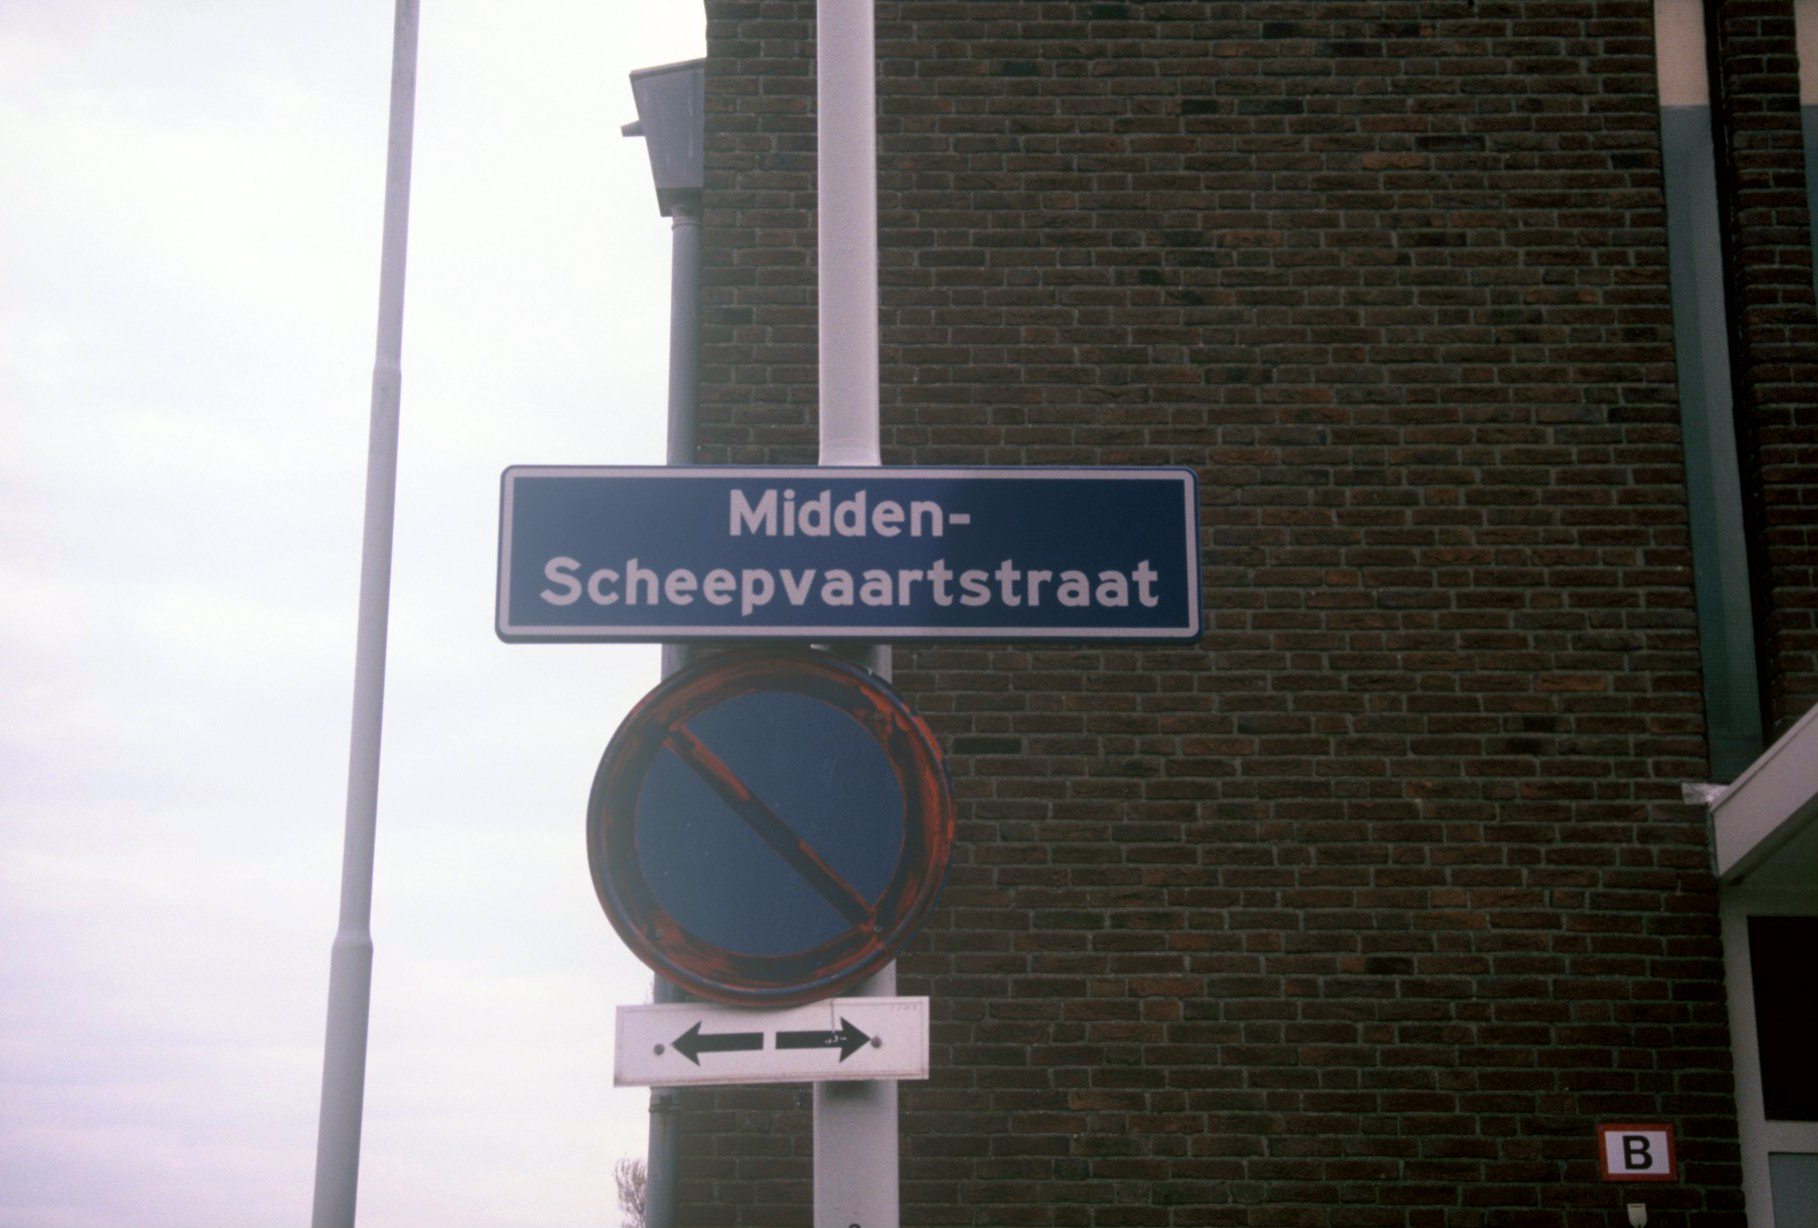 Midden-
Scheepvaartstraat
B